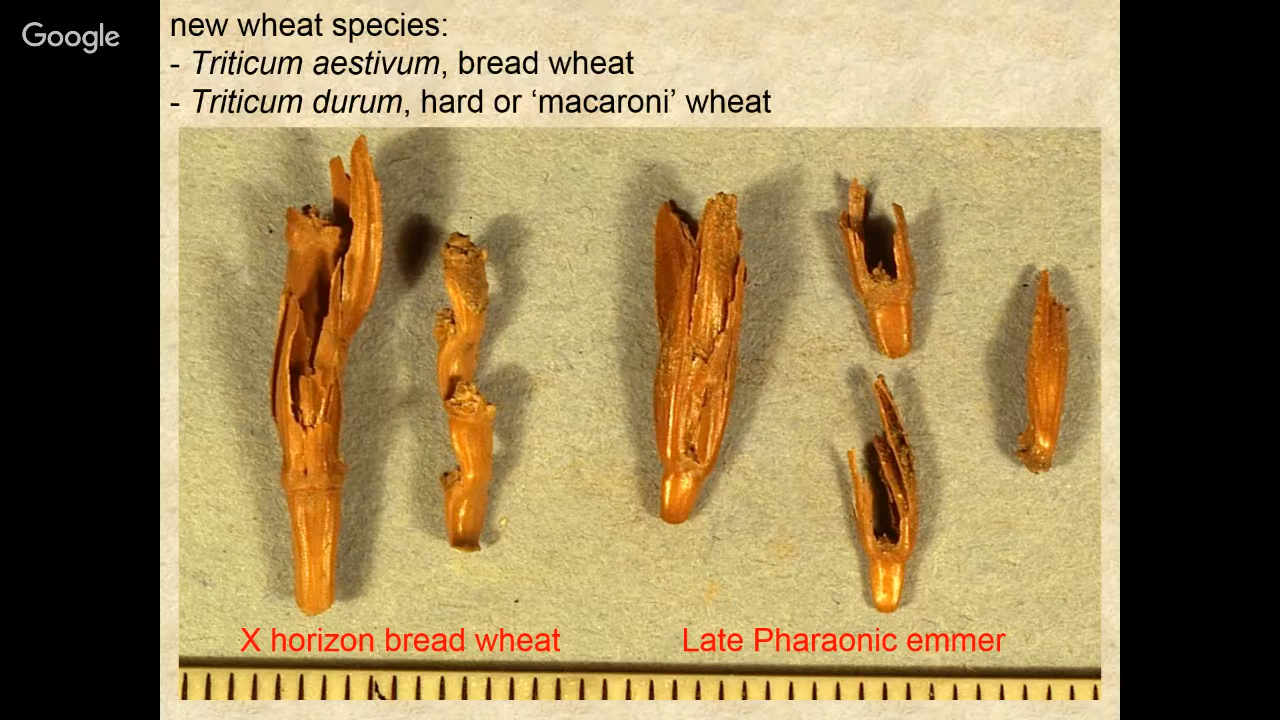 Google
new wheat species:
- Triticum aestivum, bread wheat
- Triticum durum, hard or ‘macaroni’ wheat
X horizon bread wheat
Late Pharaonic emmer